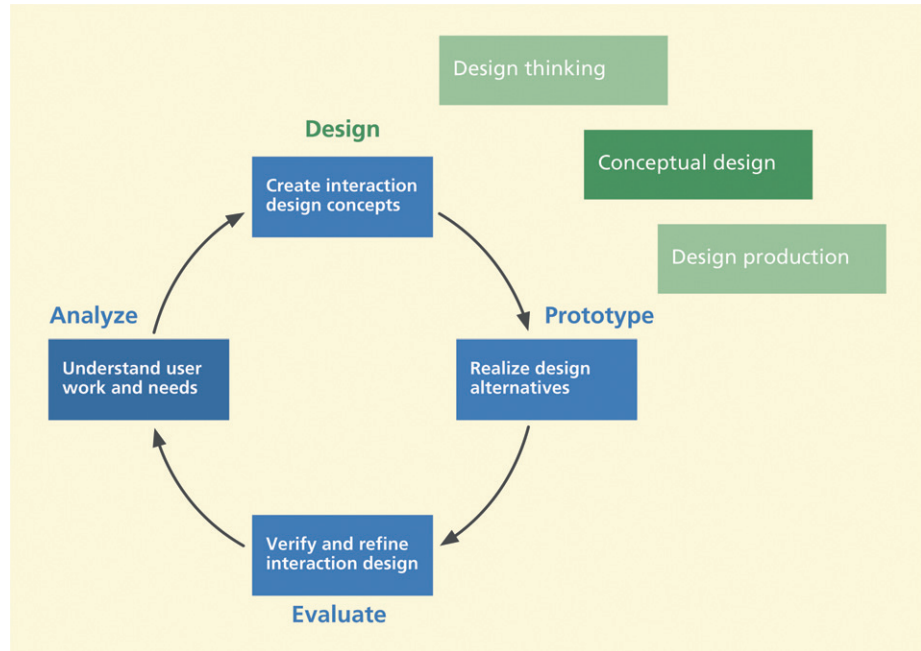 Design thinking
Design
Conceptual design
Create interaction
design concepts
Design production
Analyze
Prototype
Understand user
work and needs
Realize design
alternatives
Verify and refine
interaction design
Evaluate